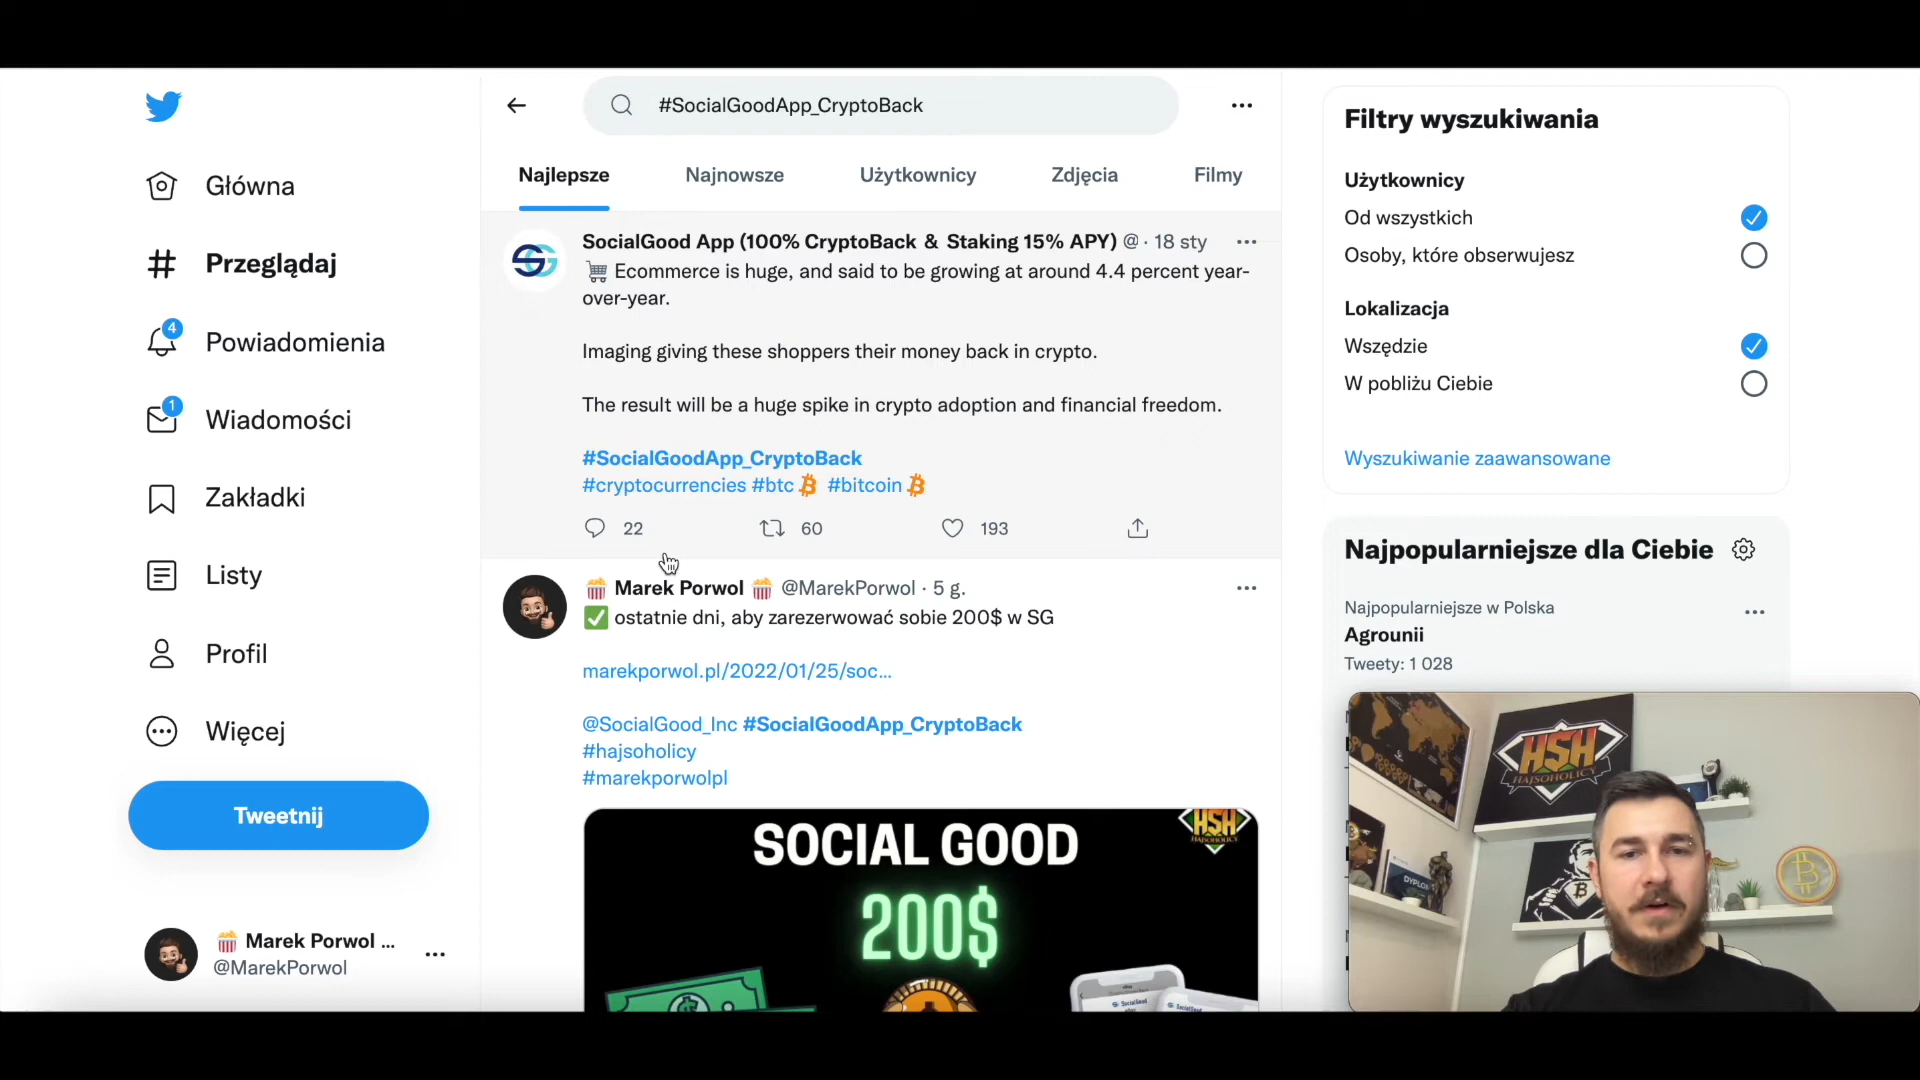 #SocialGoodApp_CryptoBack
Główna
Przeglądaj
4
Powiadomienia
1
Wiadomości
Zakładki
Listy
Profil
Więcej
Tweetnij
Marek Porwol ...
@MarekPorwol
Najlepsze
Najnowsze
Użytkownicy
Zdjęcia
Filmy
SocialGood App (100% CryptoBack & Staking 15% APY) @ · 18 sty
Ecommerce is huge, and said to be growing at around 4.4 percent year-
over-year.
Imaging giving these shoppers their money back in crypto.
The result will be a huge spike in crypto adoption and financial freedom.
#SocialGoodApp_CryptoBack
#cryptocurrencies #btc #bitcoin
22
60
193
Marek Porwol @MarekPorwol · 5 g.
ostatnie dni, aby zarezerwować sobie 200$ w SG
marekporwol.pl/2022/01/25/soc...
@SocialGood_Inc #SocialGoodApp_CryptoBack
#hajsoholicy
#marekporwolpl
SOCIAL GOOD
200$
HSH
HAJSOHOLICY
SocialGood
SocialGood
Filtry wyszukiwania
Użytkownicy
Od wszystkich
Osoby, które obserwujesz
Lokalizacja
Wszędzie
W pobliżu Ciebie
Wyszukiwanie zaawansowane
Najpopularniejsze dla Ciebie
Najpopularniejsze w Polska
Agrounii
Tweety: 1 028
HSH
HAJSOHOLICY
DYPLOM